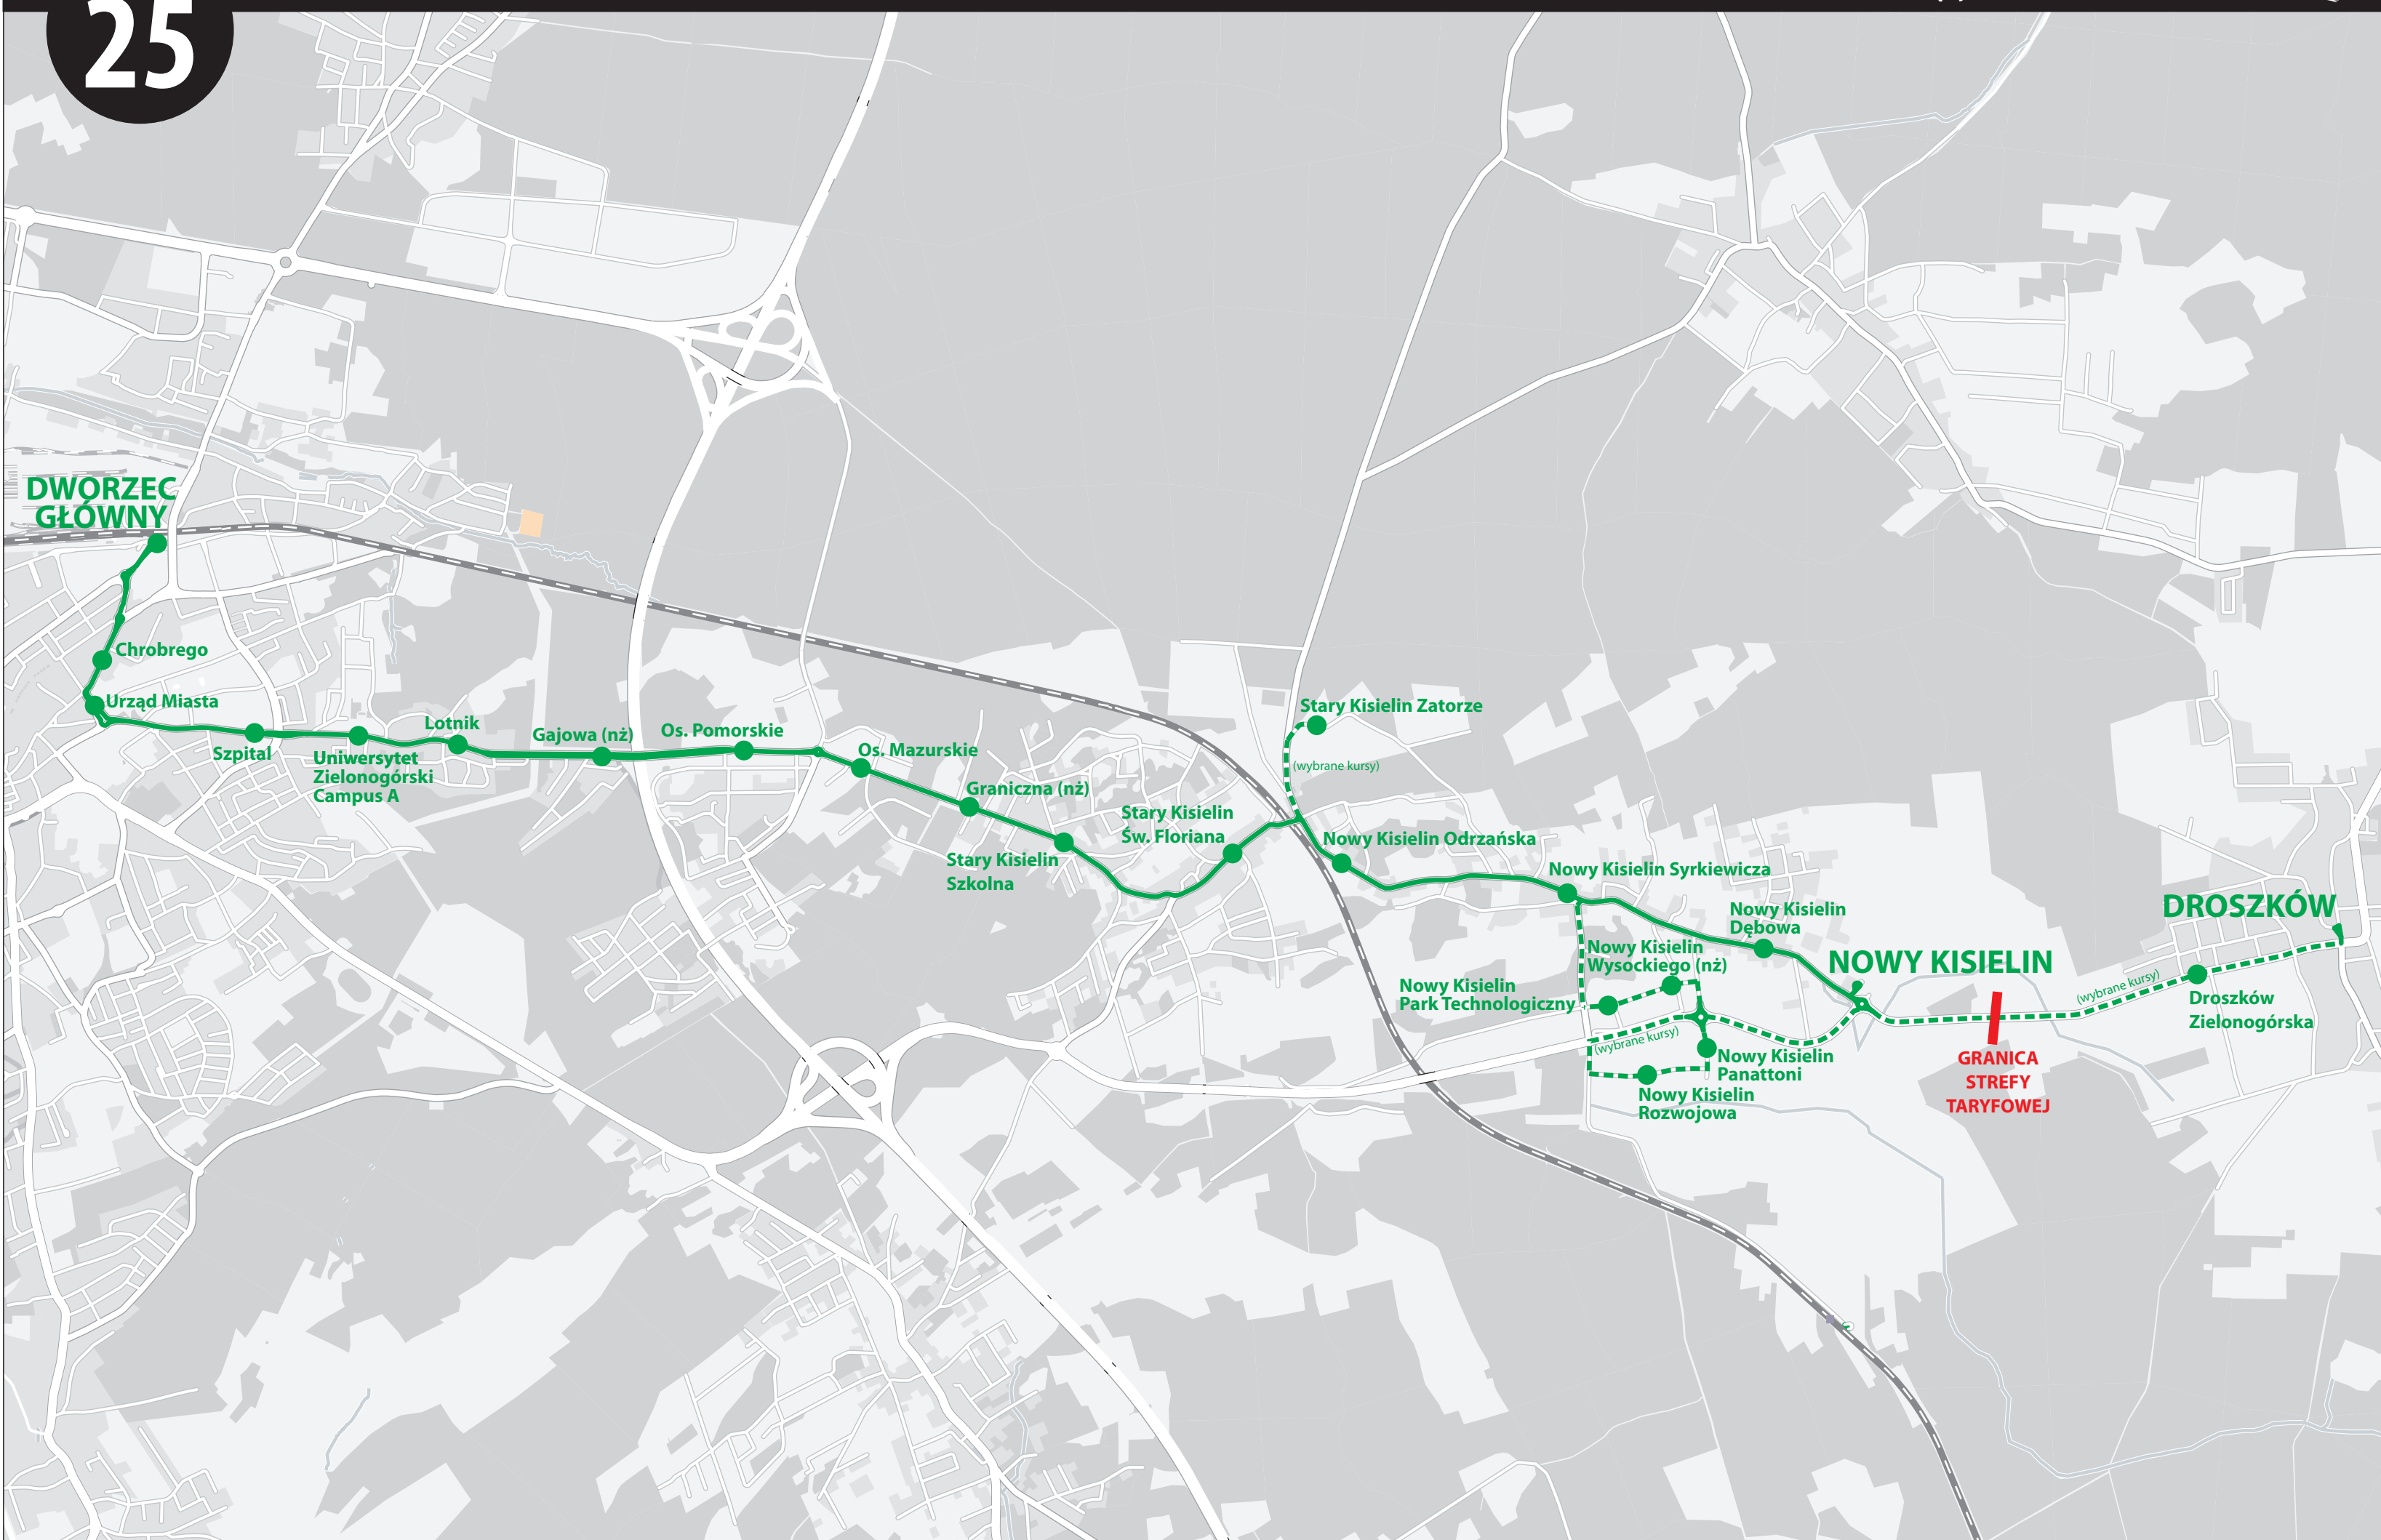 25
DWORZEC
GŁÓWNY
Chrobrego
Urząd Miasta
Szpital
Uniwersytet
Zielonogórski
Campus A
Lotnik
Gajowa (nż)
Os. Pomorskie
Os. Mazurskie
Graniczna (nż)
Stary Kisielin
Szkolna
Stary Kisielin
Św. Floriana
Stary Kisielin Zatorze
(wybrane kursy)
Nowy Kisielin Odrzańska
Nowy Kisielin Syrkiewicza
Nowy Kisielin
Dębowa
Nowy Kisielin
Wysockiego (nż)
Nowy Kisielin
Park Technologiczny
(wybrane kursy)
Nowy Kisielin
Panattoni
Nowy Kisielin
Rozwojowa
NOWY KISIELIN
GRANICA
STREFY
TARYFOWEJ
(wybrane kursy)
DROSZKÓW
Droszków
Zielonogórska